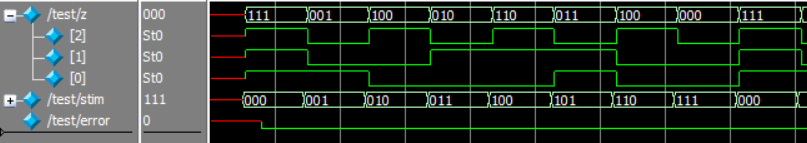 /test/z 000 111 001 100 010 110 011 100 000 111
[2] St0
[1] St0
[0] St0
/test/stim 111 000 001 010 011 100 101 110 111 000
/test/error 0